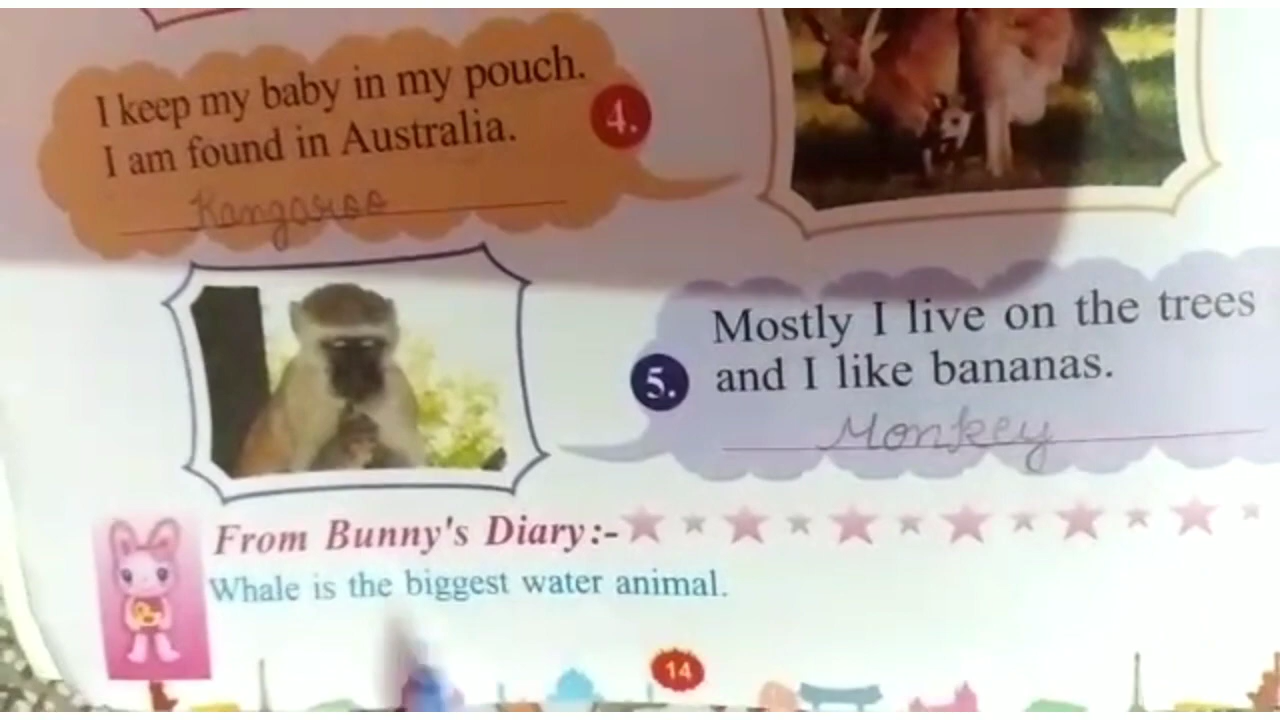 I keep my baby in my pouch.
I am found in Australia.
4.
Kangaroo
Mostly I live on the trees
5.
and I like bananas.
Monkey
From Bunny's Diary:-
Whale is the biggest water animal.
14